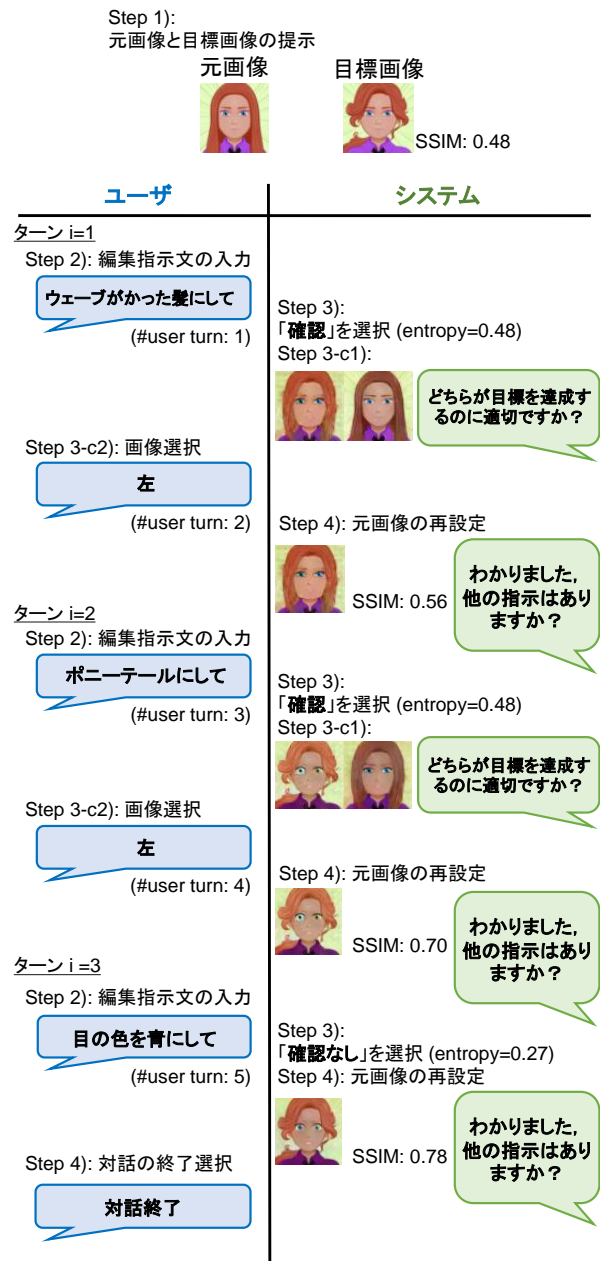 Step 1):
元画像と目標画像の提示
元画像
目標画像
SSIM: 0.48
ユーザ
システム
ターン i=1
Step 2): 編集指示文の入力
ウェーブがかった髪にして
(#user turn: 1)
Step 3):
「確認」を選択 (entropy=0.48)
Step 3-c1):
どちらが目標を達成す
るのに適切ですか？
Step 3-c2): 画像選択
左
(#user turn: 2)
Step 4): 元画像の再設定
SSIM: 0.56
わかりました,
他の指示はあり
ますか？
ターン i=2
Step 2): 編集指示文の入力
ポニーテールにして
(#user turn: 3)
Step 3):
「確認」を選択 (entropy=0.48)
Step 3-c1):
どちらが目標を達成す
るのに適切ですか？
Step 3-c2): 画像選択
左
(#user turn: 4)
Step 4): 元画像の再設定
SSIM: 0.70
わかりました,
他の指示はあり
ますか？
ターン i =3
Step 2): 編集指示文の入力
目の色を青にして
(#user turn: 5)
Step 3):
「確認なし」を選択 (entropy=0.27)
Step 4): 元画像の再設定
SSIM: 0.78
わかりました,
他の指示はあり
ますか？
Step 4): 対話の終了選択
対話終了